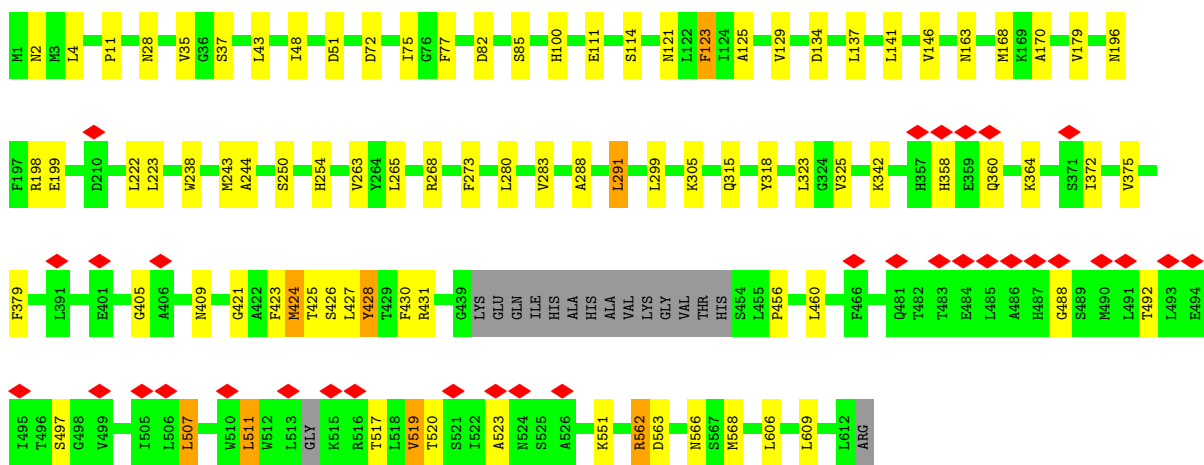 M1 N2 M3 L4 P11 N28 V35 G36 S37 L43 I48 D51 D72 I75 G76 F77 D82 S85 H100 E111 S114 N121 L122 F123 I124 A125 V129 D134 L137 L141 V146 N163 M168 K169 A170 V179 N196
F197 R198 E199 D210 L222 L223 W238 M243 A244 S250 H254 V263 Y264 L265 R268 F273 L280 V283 A288 L291 L299 K305 Q315 Y318 L323 G324 V325 K342 H357 H358 E359 Q360 K364 S371 I372 V375
F379 L391 E401 G405 A406 N409 G421 A422 F423 M424 T425 S426 L427 Y428 T429 F430 R431 G439 LYS GLU GLN ILE HIS ALA HIS ALA VAL LYS GLY VAL THR HIS S454 L455 P456 L460 F466 Q481 T482 T483 E484 L485 A486 H487 G488 S489 M490 L491 T492 L493 E494
I495 T496 S497 G498 V499 I505 L506 L507 W510 L511 W512 L513 GLY K515 R516 T517 L518 V519 T520 S521 I522 A523 N524 S525 A526 K551 R562 D563 N566 S567 M568 L606 L609 L612 ARG